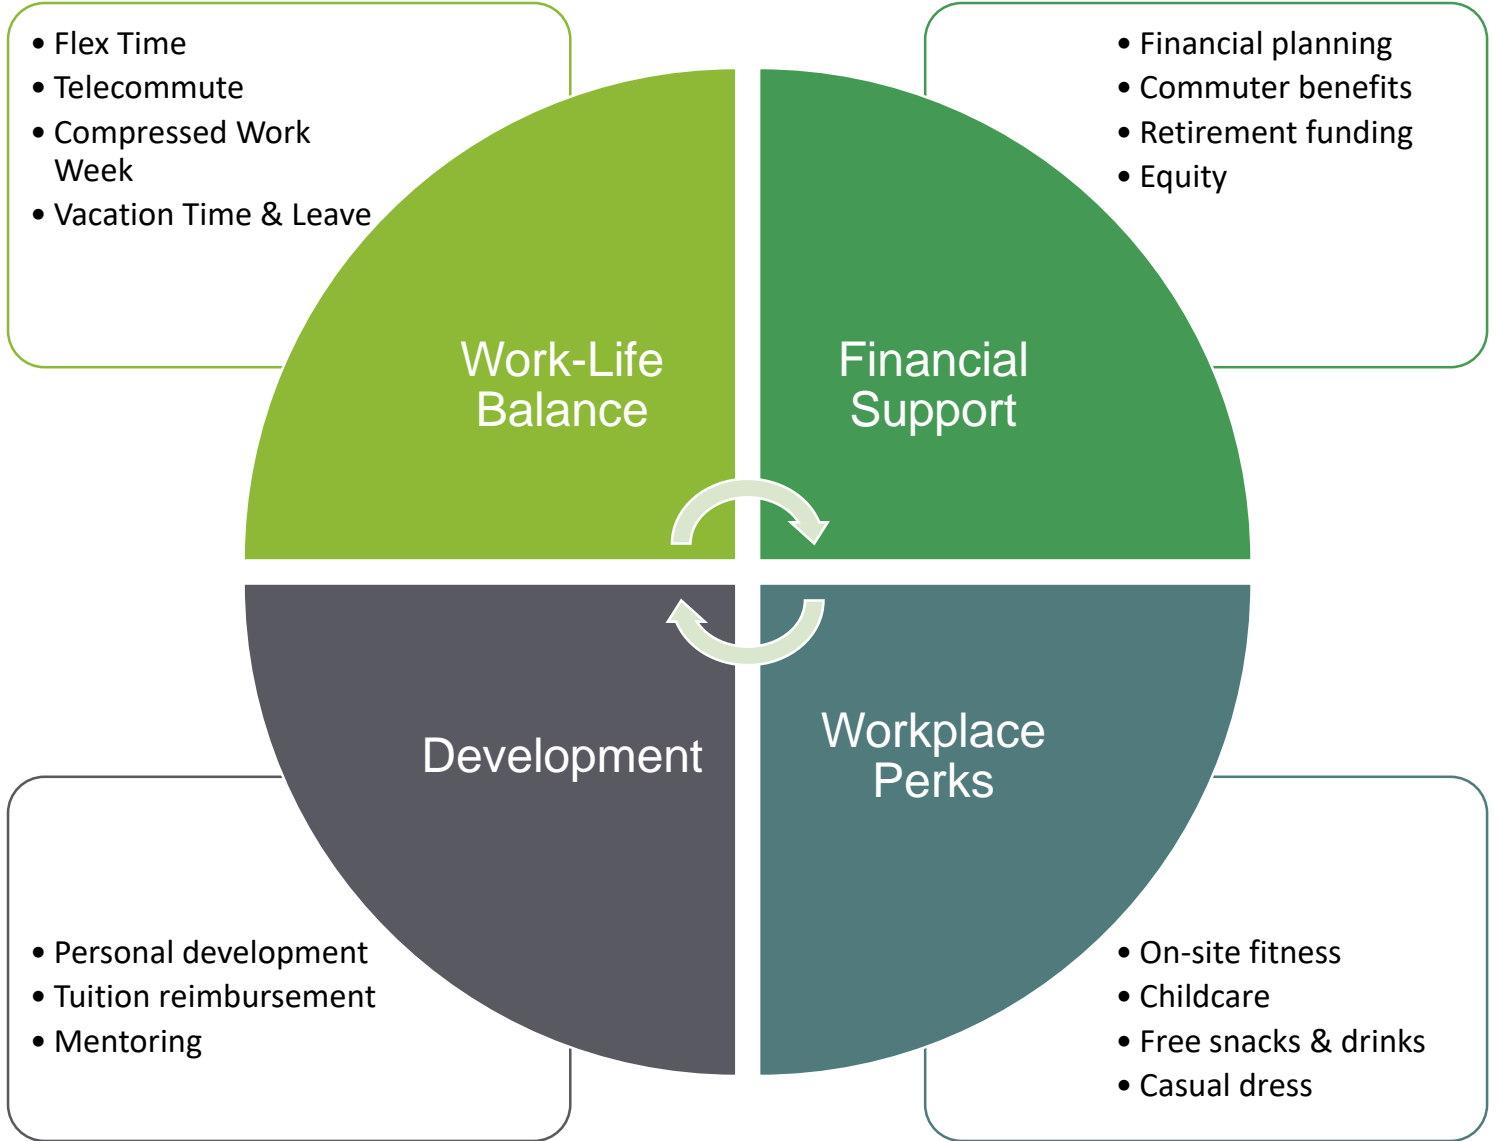 • Flex Time
• Telecommute
• Compressed Work
Week
• Vacation Time & Leave
• Financial planning
• Commuter benefits
• Retirement funding
• Equity
Work-Life
Balance
Financial
Support
Development
Workplace
Perks
• Personal development
• Tuition reimbursement
• Mentoring
• On-site fitness
• Childcare
• Free snacks & drinks
• Casual dress